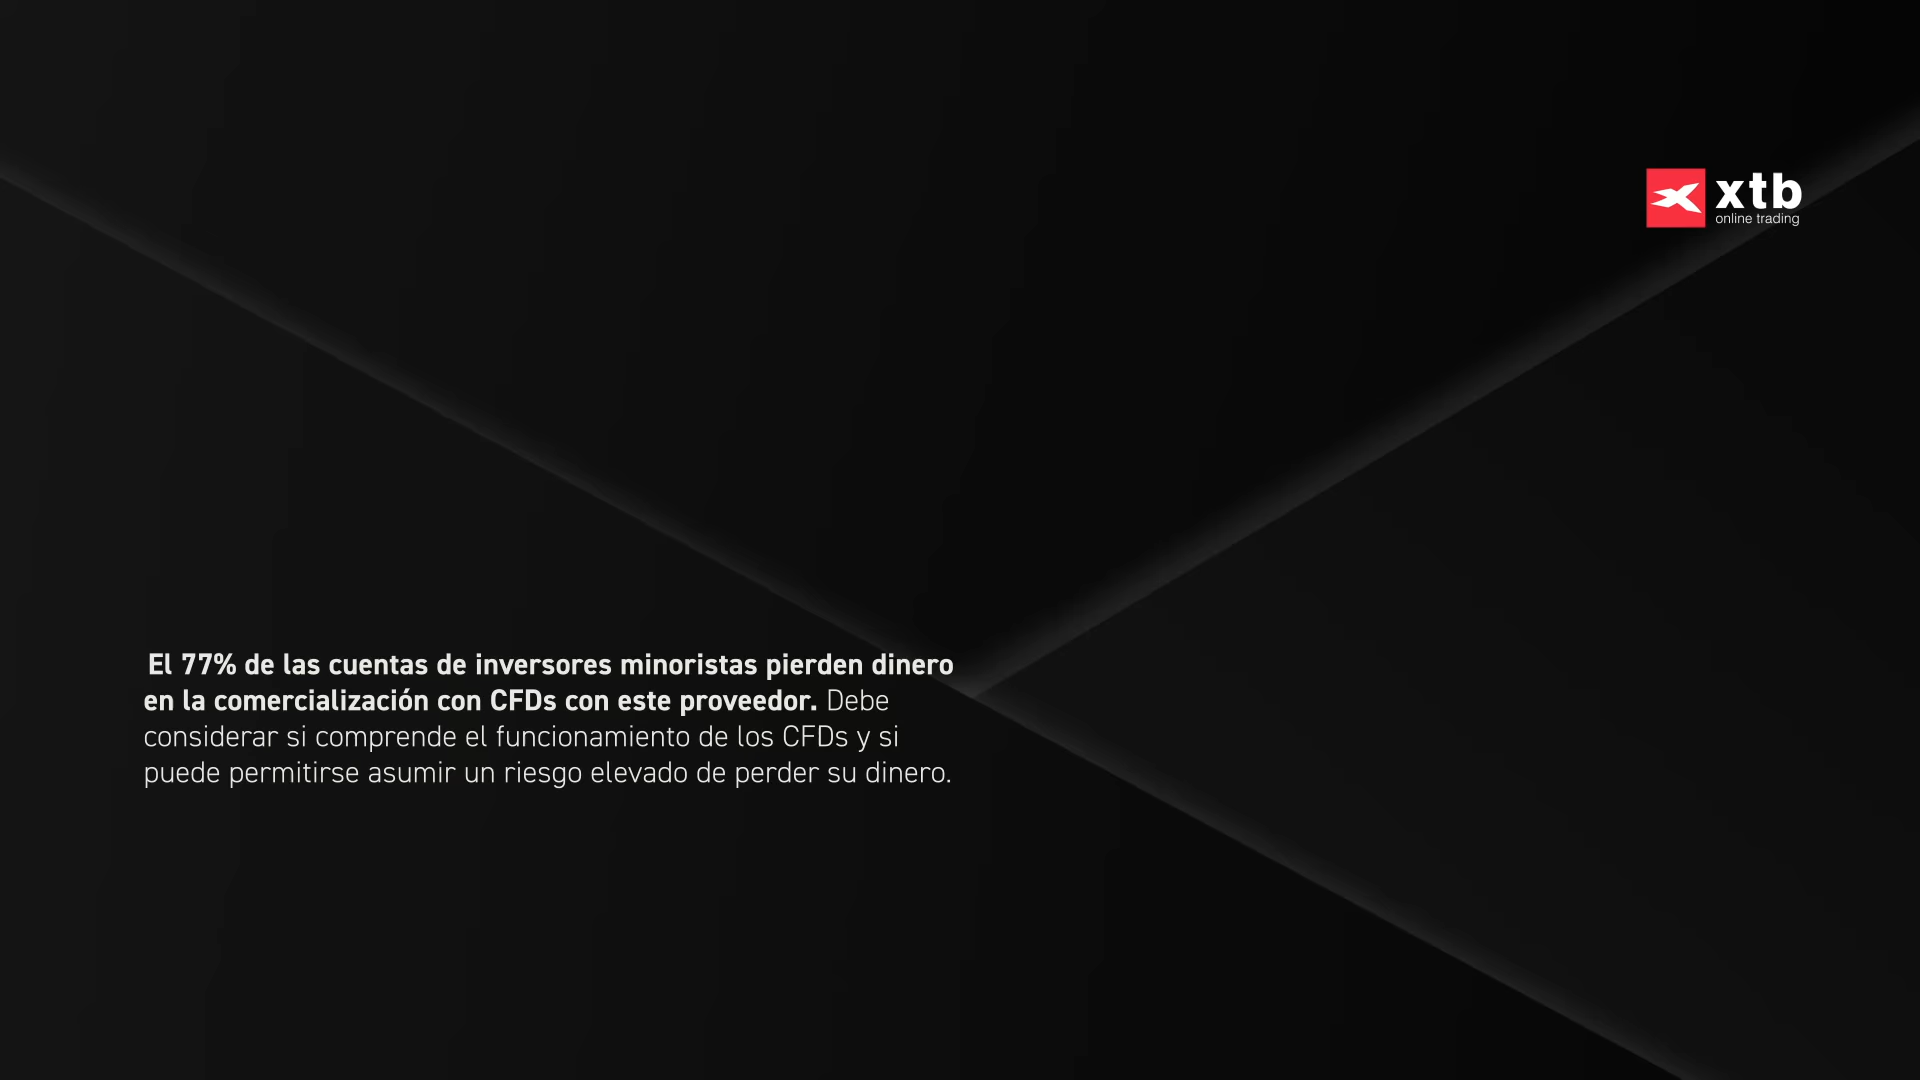 xtb
online trading
El 77% de las cuentas de inversores minoristas pierden dinero
en la comercialización con CFDs con este proveedor. Debe
considerar si comprende el funcionamiento de los CFDs y si
puede permitirse asumir un riesgo elevado de perder su dinero.